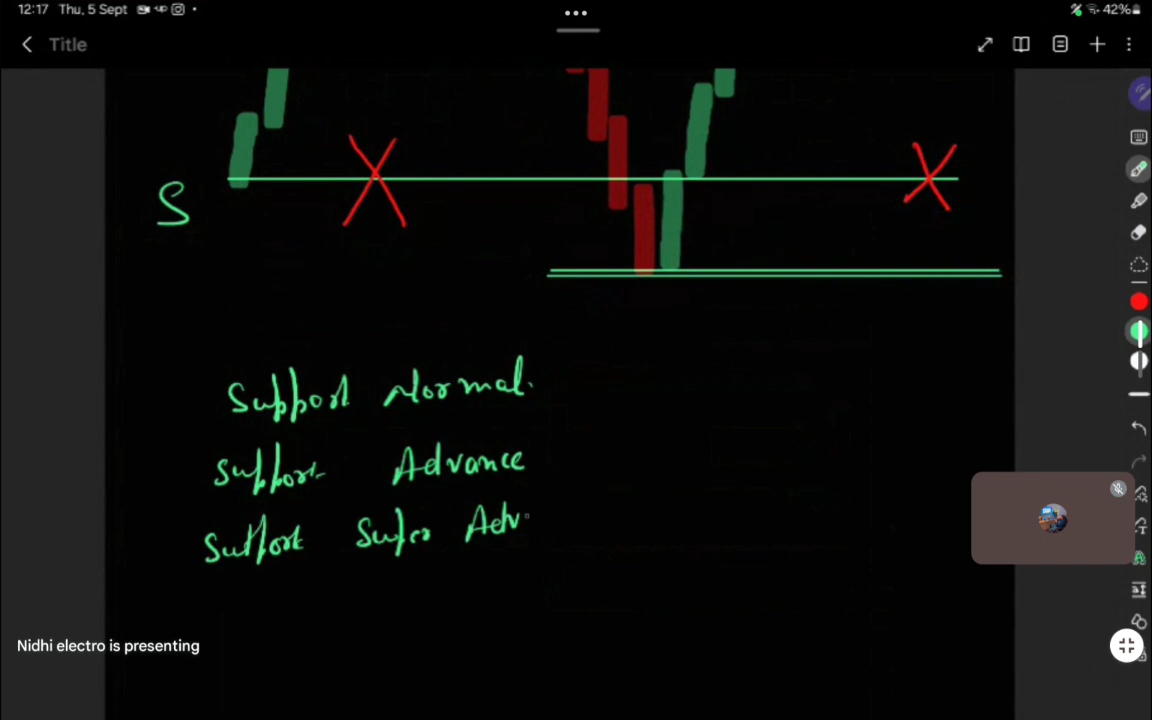 12:17 Thu, 5 Sept 42%
Title
S
Support Normal.
Support Advance
Support Super Adv.
Nidhi electro is presenting